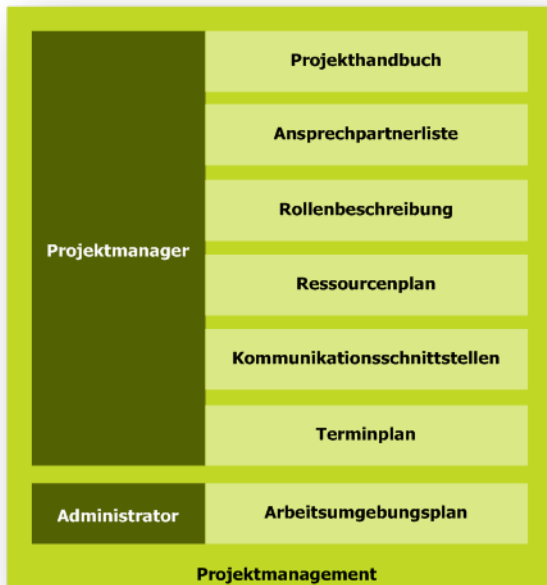 Projekthandbuch
Ansprechpartnerliste
Rollenbeschreibung
Projektmanager
Ressourcenplan
Kommunikationsschnittstellen
Terminplan
Administrator
Arbeitsumgebungsplan
Projektmanagement